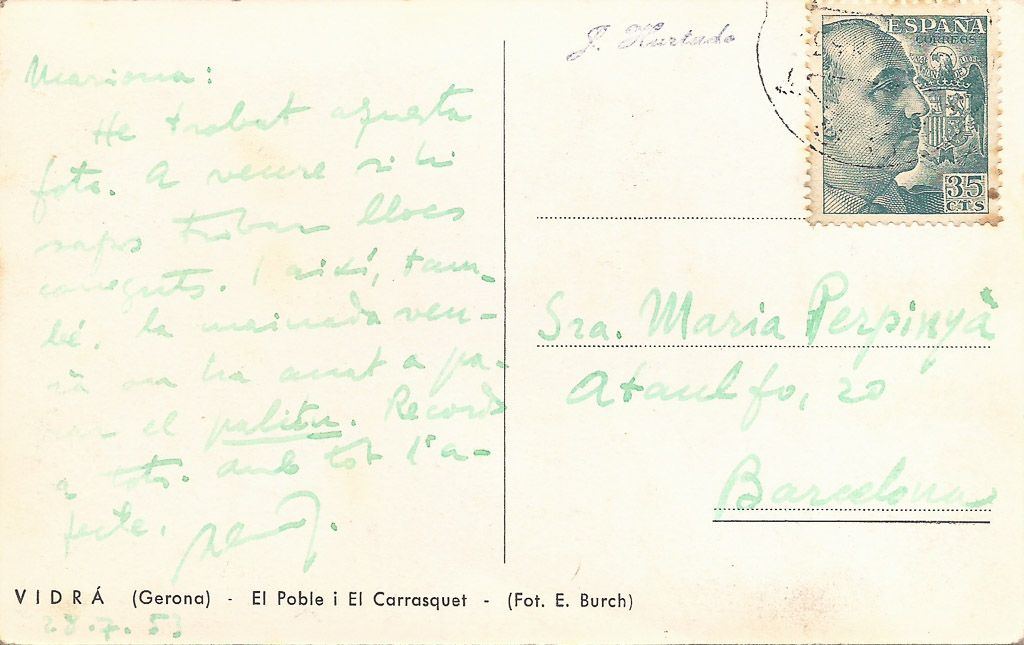 Mariona:
He trobat aquesta
foto. A veure si hi
saps trobar llocs
coneguts. I així, tam-
bé, la mainada veu-
rà on ha anat a pa-
rar el palitu. Records
a tots. Amb tot l'a-
fecte,
J. Hurtado
ESPAÑA
CORREOS
35
CTS
Sra. Maria Perpinyà
Ataulfo, 20
Barcelona
VIDRÁ (Gerona) - El Poble i El Carrasquet - (Fot. E. Burch)
28.7.53